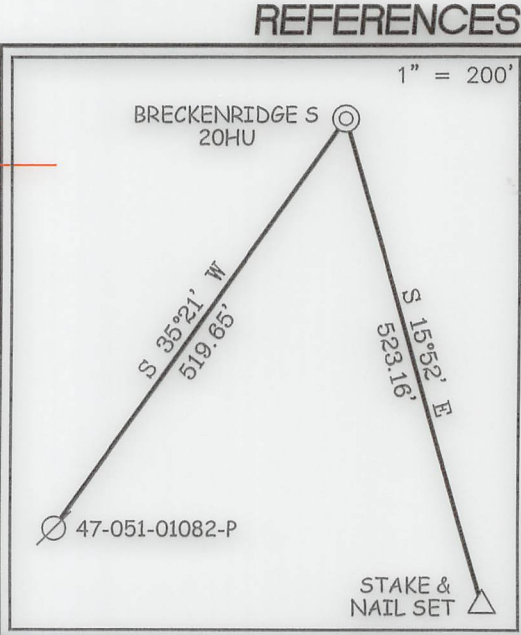 REFERENCES
1" = 200'
BRECKENRIDGE S
20HU
S 35°21' W
519.65'
S 15°52' E
523.16'
47-051-01082-P
STAKE &
NAIL SET